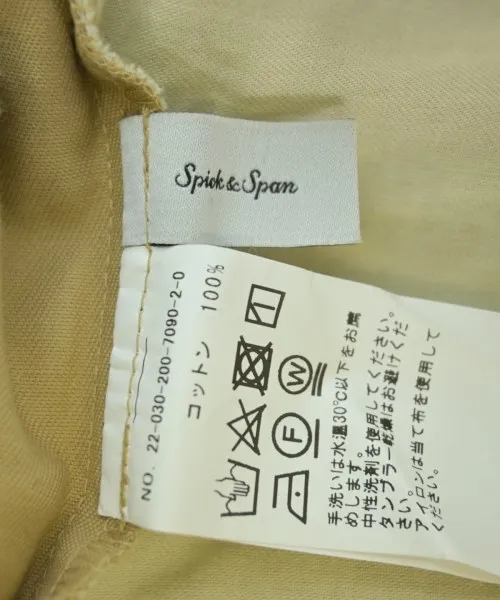 Spick & Span
NO. 22-030-200-7090-2-0
コットン 100%
W
F
手洗いは水温30℃以下をお薦
めします。
中性洗剤を使用してください。
タンブラー乾燥はお避けくだ
さい。
アイロンは当て布を使用して
ください。